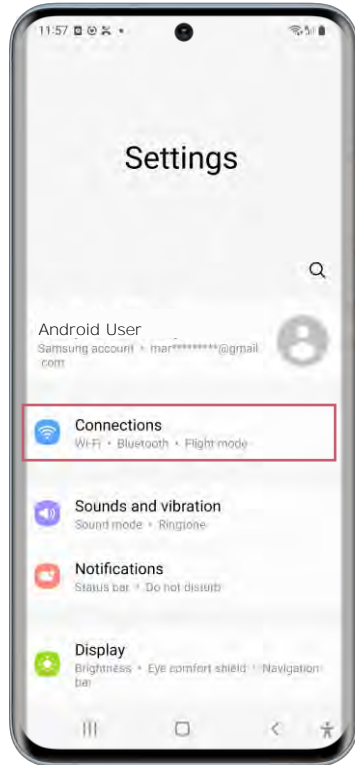 11:57
Settings
Android User
Samsung account • mar*********@gmail
.com
Connections
Wi-Fi • Bluetooth • Flight mode
Sounds and vibration
Sound mode • Ringtone
Notifications
Status bar • Do not disturb
Display
Brightness • Eye comfort shield • Navigation
bar